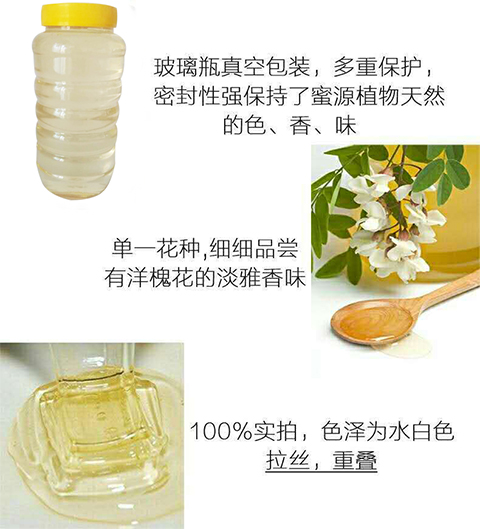 玻璃瓶真空包装，多重保护，
密封性强保持了蜜源植物天然
的色、香、味
单一花种,细细品尝
有洋槐花的淡雅香味
100%实拍，色泽为水白色
拉丝，重叠